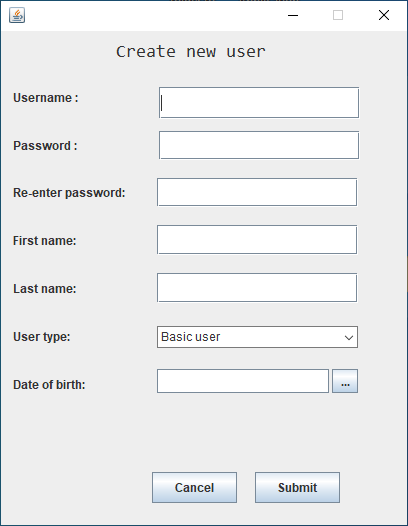 Create new user
Username :
Password :
Re-enter password:
First name:
Last name:
User type: Basic user
Date of birth: ...
Cancel Submit